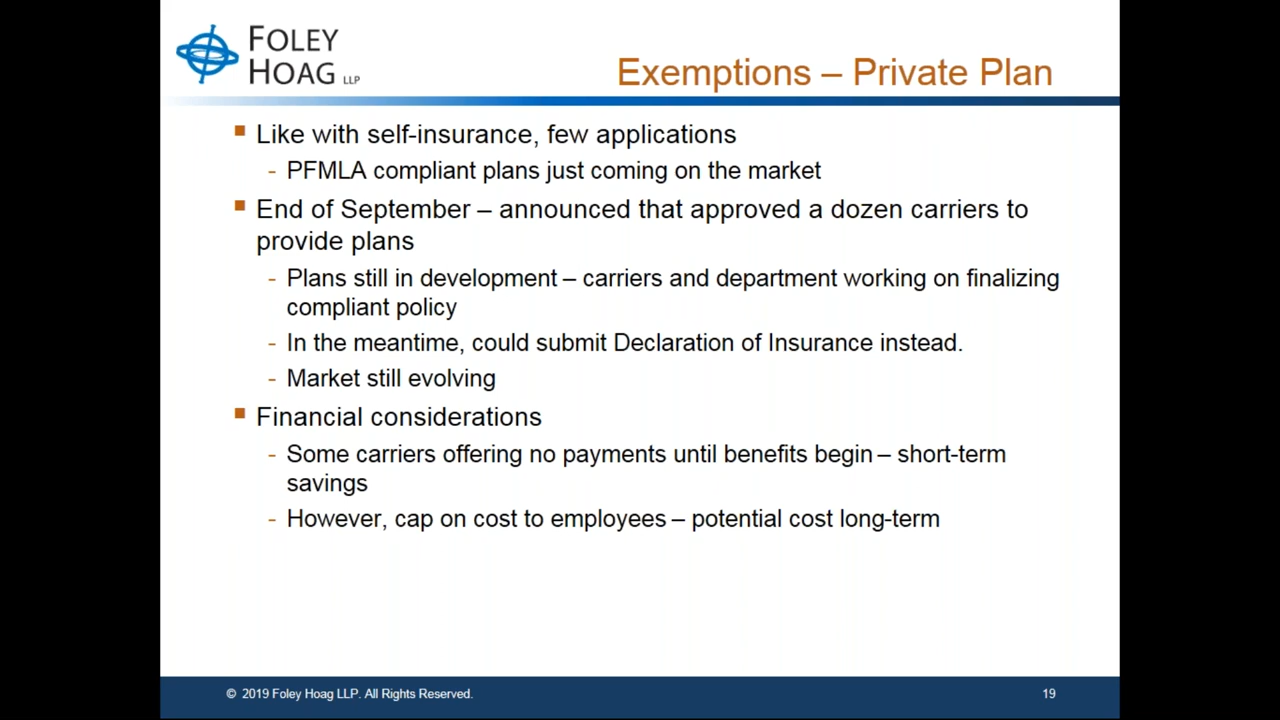 FOLEY
HOAG LLP
Exemptions – Private Plan
Like with self-insurance, few applications
- PFMLA compliant plans just coming on the market
End of September – announced that approved a dozen carriers to
provide plans
- Plans still in development – carriers and department working on finalizing
compliant policy
- In the meantime, could submit Declaration of Insurance instead.
- Market still evolving
Financial considerations
- Some carriers offering no payments until benefits begin – short-term
savings
- However, cap on cost to employees – potential cost long-term
© 2019 Foley Hoag LLP. All Rights Reserved.
19